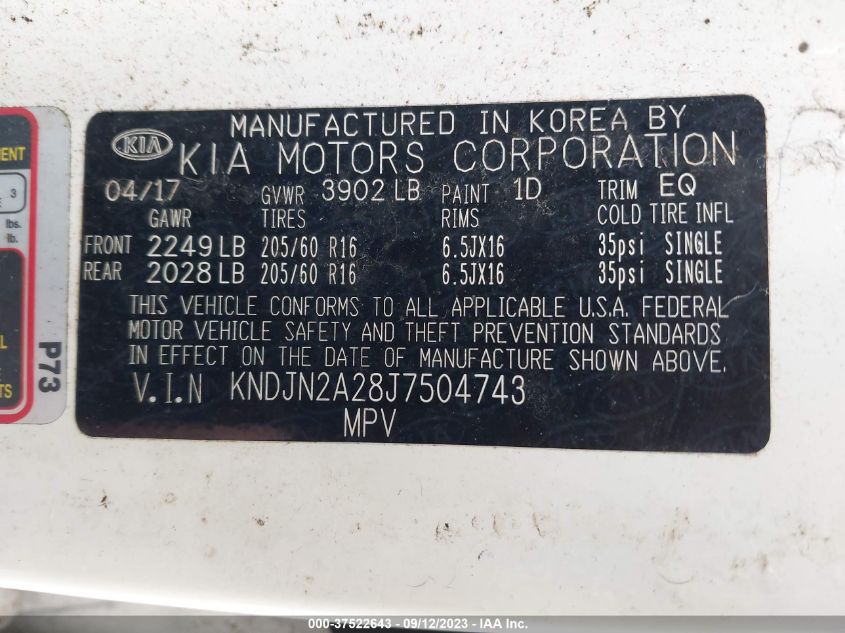 MANUFACTURED IN KOREA BY
KIA KIA MOTORS CORPORATION
04/17 GVWR 3902 LB PAINT 1D TRIM EQ
GAWR TIRES RIMS COLD TIRE INFL
FRONT 2249 LB 205/60 R16 6.5JX16 35psi SINGLE
REAR 2028 LB 205/60 R16 6.5JX16 35psi SINGLE
THIS VEHICLE CONFORMS TO ALL APPLICABLE U.S.A. FEDERAL
MOTOR VEHICLE SAFETY AND THEFT PREVENTION STANDARDS
IN EFFECT ON THE DATE OF MANUFACTURE SHOWN ABOVE.
V.I.N KNDJN2A28J7504743
MPV
3
lbs.
lb.
P73
000-37522643 - 09/12/2023 - IAA Inc.